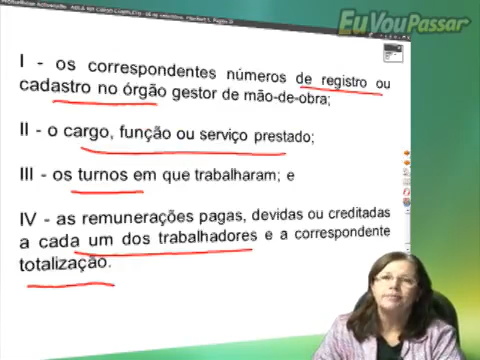 EuVouPassar
I - os correspondentes números de registro ou
cadastro no órgão gestor de mão-de-obra;
II - o cargo, função ou serviço prestado;
III - os turnos em que trabalharam; e
IV - as remunerações pagas, devidas ou creditadas
a cada um dos trabalhadores e a correspondente
totalização.